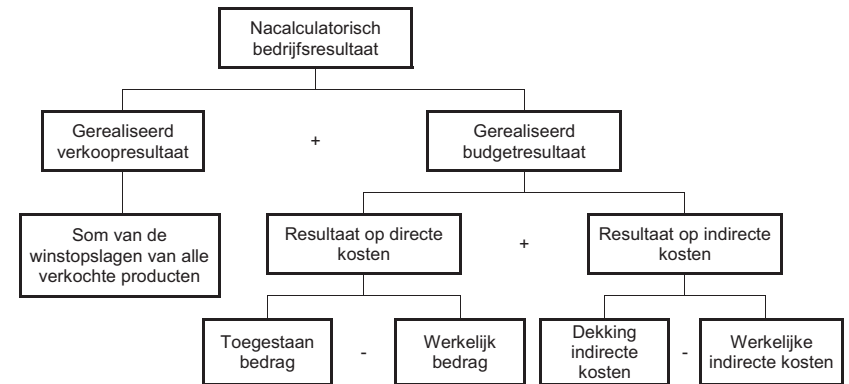 Nacalculatorisch
bedrijfsresultaat
Gerealiseerd
verkoopresultaat
+
Gerealiseerd
budgetresultaat
Som van de
winstopslagen van alle
verkochte producten
Resultaat op directe
kosten
+
Resultaat op indirecte
kosten
Toegestaan
bedrag
-
Werkelijk
bedrag
Dekking
indirecte
kosten
-
Werkelijke
indirecte kosten